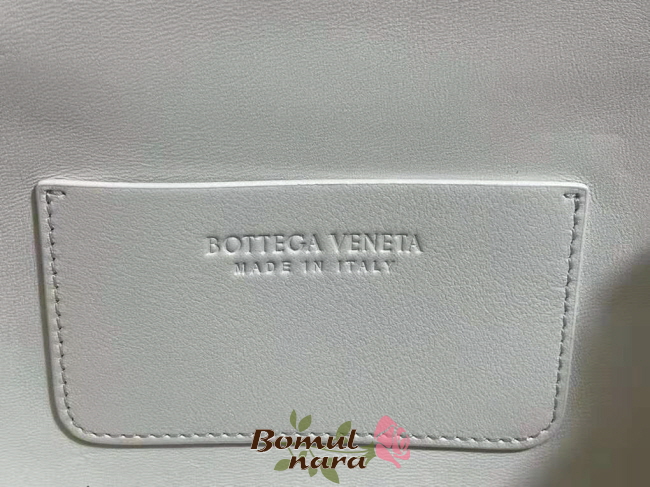 BOTTEGA VENETA
MADE IN ITALY
Bomul
nara